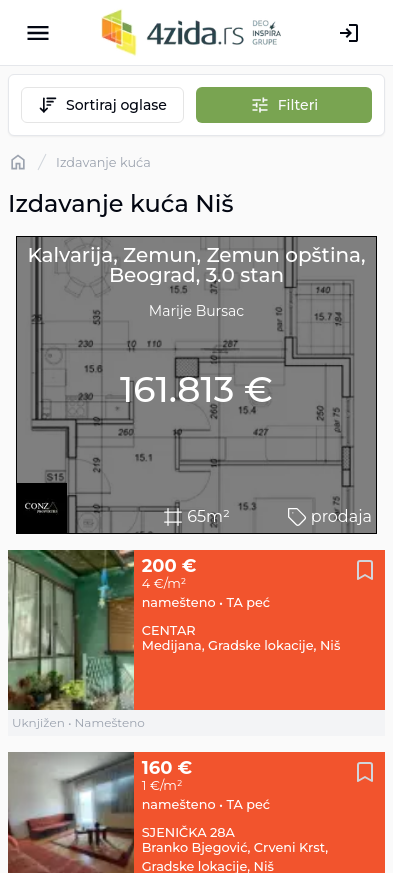 4zida.rs
DEO
INSPIRA
GRUPE
Sortiraj oglase
Filteri
Izdavanje kuća
Izdavanje kuća Niš
Kalvarija, Zemun, Zemun opština,
Beograd, 3.0 stan
Marije Bursac
161.813 €
65m²
prodaja
CONZA
200 €
4 €/m²
namešteno • TA peć
CENTAR
Medijana, Gradske lokacije, Niš
Uknjižen • Namešteno
160 €
1 €/m²
namešteno • TA peć
SJENIČKA 28A
Branko Bjegović, Crveni Krst,
Gradske lokacije, Niš